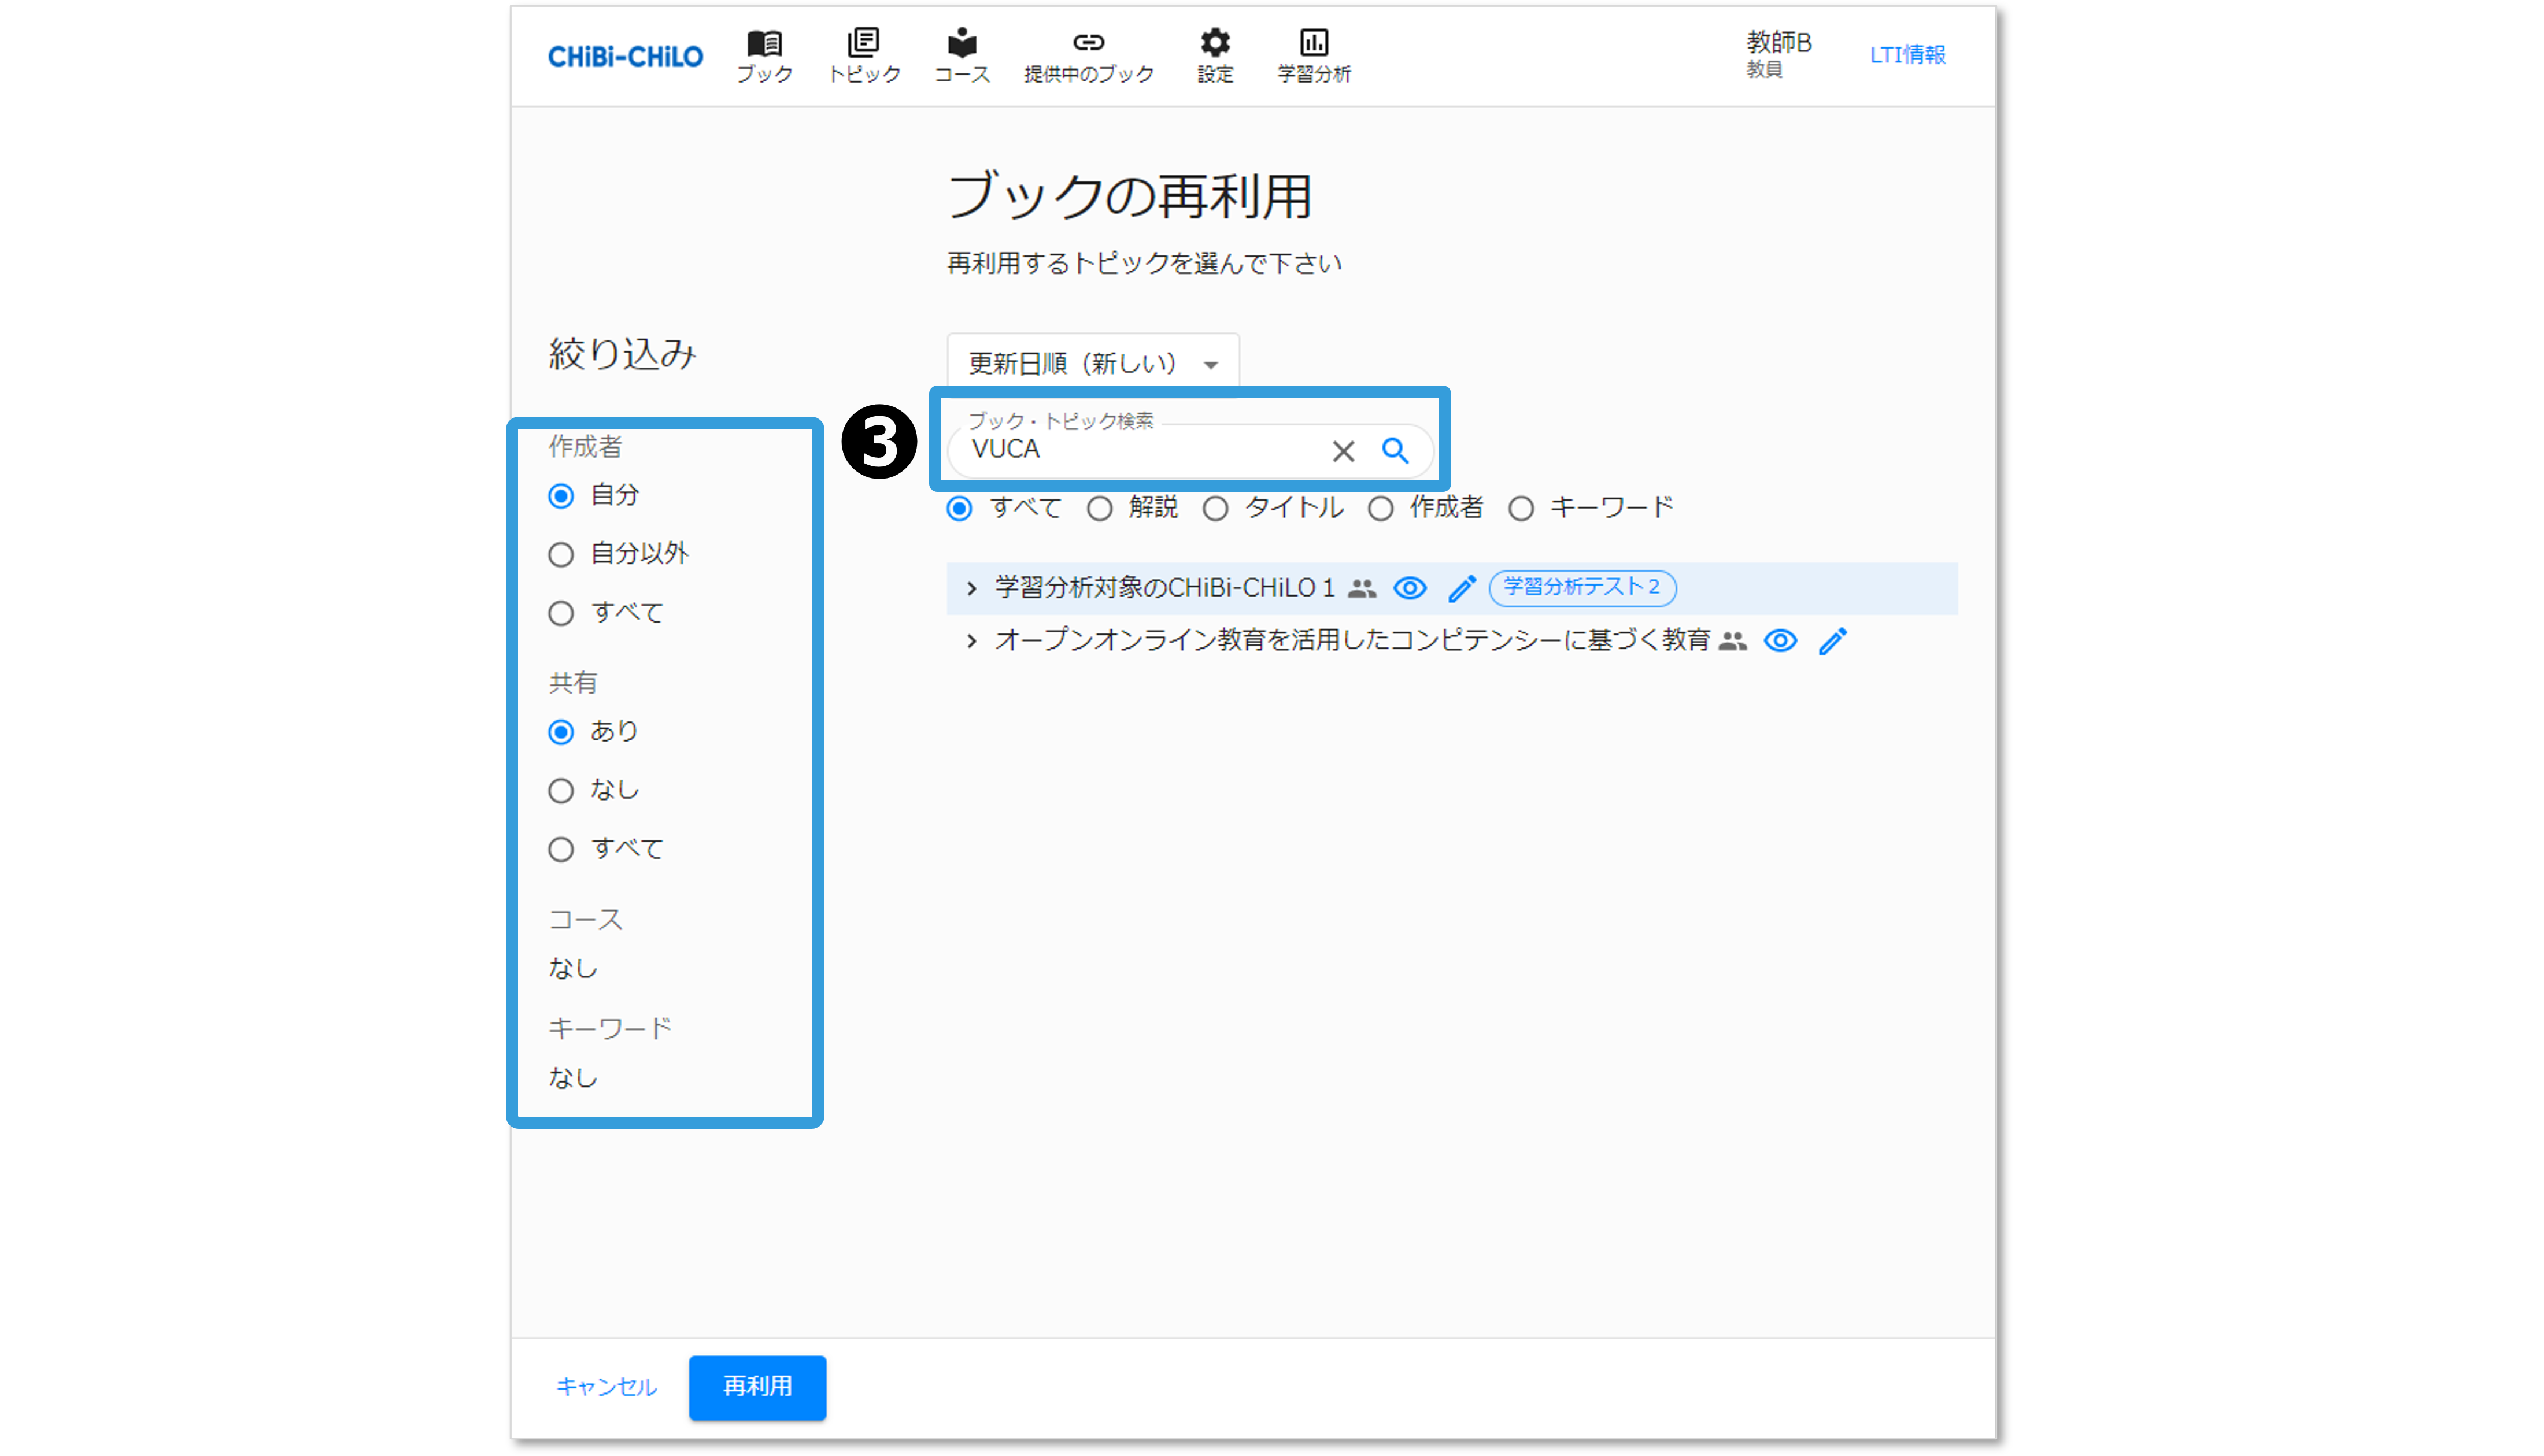 CHiBi-CHiLO
ブック
トピック
コース
提供中のブック
設定
学習分析
教師B
教員
LTI情報
ブックの再利用
再利用するトピックを選んで下さい
絞り込み
更新日順（新しい）
❸
ブック・トピック検索
VUCA
すべて 解説 タイトル 作成者 キーワード
作成者
自分
自分以外
すべて
共有
あり
なし
すべて
コース
なし
キーワード
なし
学習分析対象のCHiBi-CHiLO 1 学習分析テスト2
オープンオンライン教育を活用したコンピテンシーに基づく教育
キャンセル
再利用